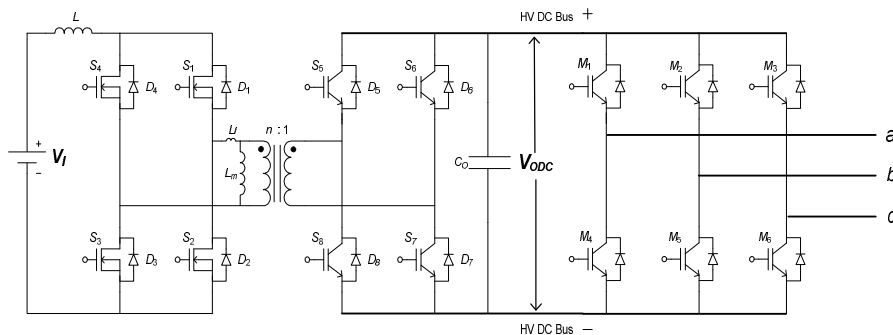 HV DC Bus +
L
S4
D4
S1
D1
S5
D5
S6
D6
M1
M2
M3
+
VI
−
Ll
n : 1
Lm
CO
VODC
a
b
c
S3
D3
S2
D2
S8
D8
S7
D7
M4
M5
M6
HV DC Bus −